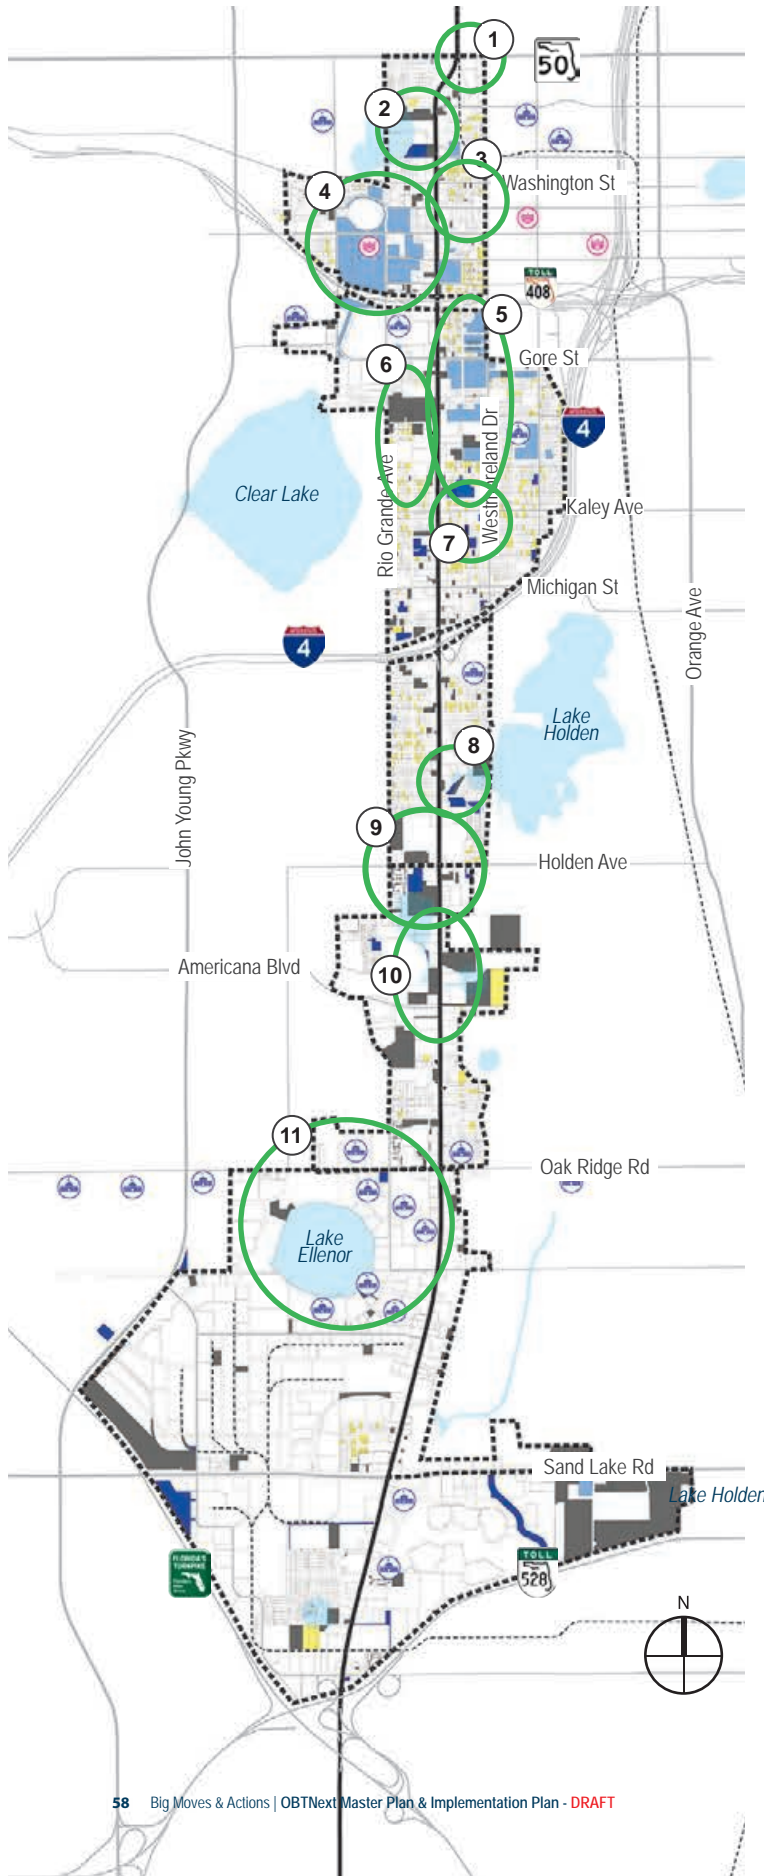 1
50
2
3
Washington St
4
TOLL
408
5
Gore St
6
4
Westmoreland Dr
Clear Lake
Rio Grande Ave
Kaley Ave
7
Michigan St
Orange Ave
4
Lake
Holden
John Young Pkwy
8
9
Holden Ave
Americana Blvd
10
11
Oak Ridge Rd
Lake
Ellenor
Sand Lake Rd
Lake Holden
FLORIDA'S
TURNPIKE
TOLL
528
N
58 Big Moves & Actions | OBTNext Master Plan & Implementation Plan - DRAFT